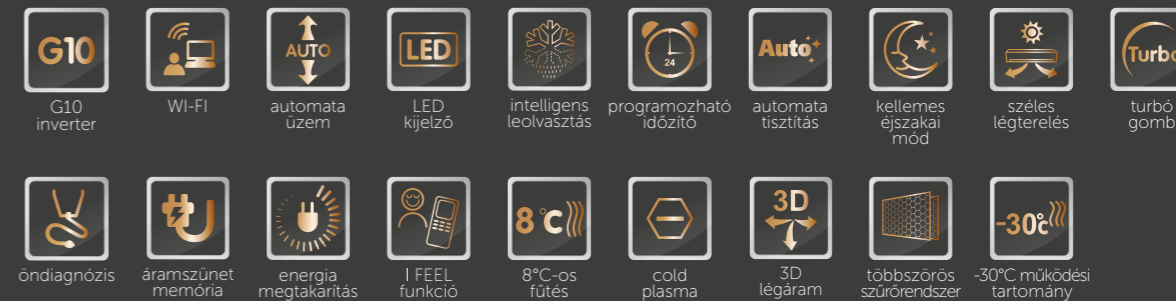 G10
AUTO
LED
24
Auto
Turbo
G10
inverter
WI-FI
automata
üzem
LED
kijelző
intelligens
leolvasztás
programozható
időzítő
automata
tisztítás
kellemes
éjszakai
mód
széles
légterelés
turbó
gomb
8°C
3D
-30°C
öndiagnózis
áramszünet
memória
energia
megtakarítás
I FEEL
funkció
8°C-os
fűtés
cold
plasma
3D
légáram
többszörös
szűrőrendszer
-30°C működési
tartomány